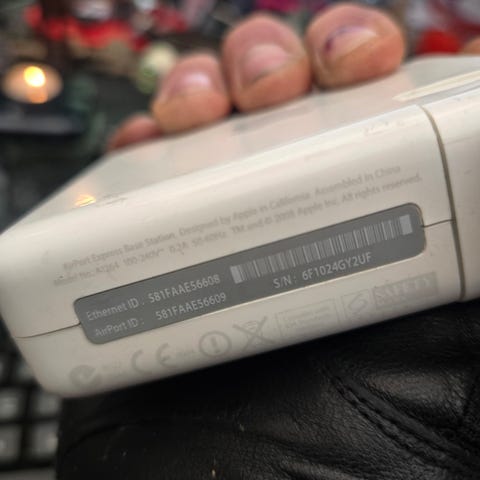 AirPort Express Base Station. Designed by Apple in California. Assembled in China
Model No.: A1264 100-240V~ 0.2A 50-60Hz TM and © 2008 Apple Inc. All rights reserved.
Ethernet ID : 581FAAE56608
AirPort ID : 581FAAE56609
S/N : 6F1024GY2UF